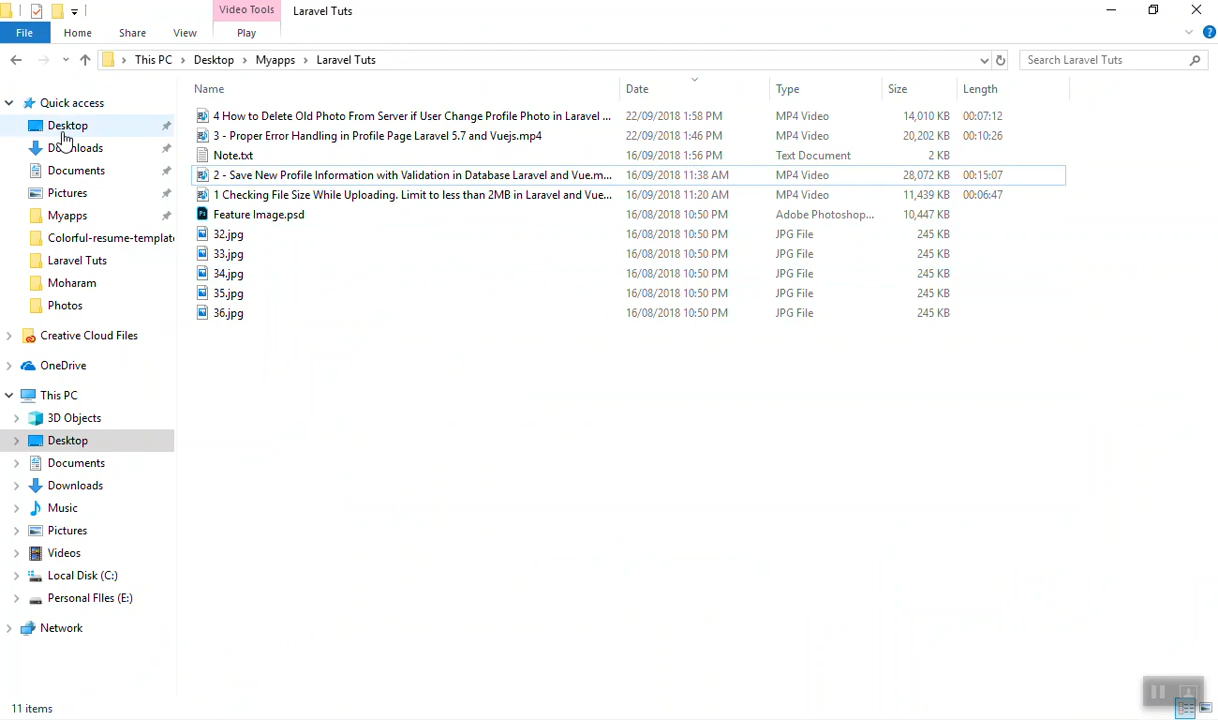 Video Tools
Laravel Tuts
File
Home
Share
View
Play
This PC > Desktop > Myapps > Laravel Tuts
Search Laravel Tuts
Name
Date
Type
Size
Length
4 How to Delete Old Photo From Server if User Change Profile Photo in Laravel ... 22/09/2018 1:58 PM MP4 Video 14,010 KB 00:07:12
3 - Proper Error Handling in Profile Page Laravel 5.7 and Vuejs.mp4 22/09/2018 1:46 PM MP4 Video 20,202 KB 00:10:26
Note.txt 16/09/2018 1:56 PM Text Document 2 KB
2 - Save New Profile Information with Validation in Database Laravel and Vue.m... 16/09/2018 11:38 AM MP4 Video 28,072 KB 00:15:07
1 Checking File Size While Uploading. Limit to less than 2MB in Laravel and Vue... 16/09/2018 11:20 AM MP4 Video 11,439 KB 00:06:47
Feature Image.psd 16/08/2018 10:50 PM Adobe Photoshop... 10,447 KB
32.jpg 16/08/2018 10:50 PM JPG File 245 KB
33.jpg 16/08/2018 10:50 PM JPG File 245 KB
34.jpg 16/08/2018 10:50 PM JPG File 245 KB
35.jpg 16/08/2018 10:50 PM JPG File 245 KB
36.jpg 16/08/2018 10:50 PM JPG File 245 KB
Quick access
Desktop
Downloads
Documents
Pictures
Myapps
Colorful-resume-templat
Laravel Tuts
Moharam
Photos
Creative Cloud Files
OneDrive
This PC
3D Objects
Desktop
Documents
Downloads
Music
Pictures
Videos
Local Disk (C:)
Personal FIles (E:)
Network
11 items